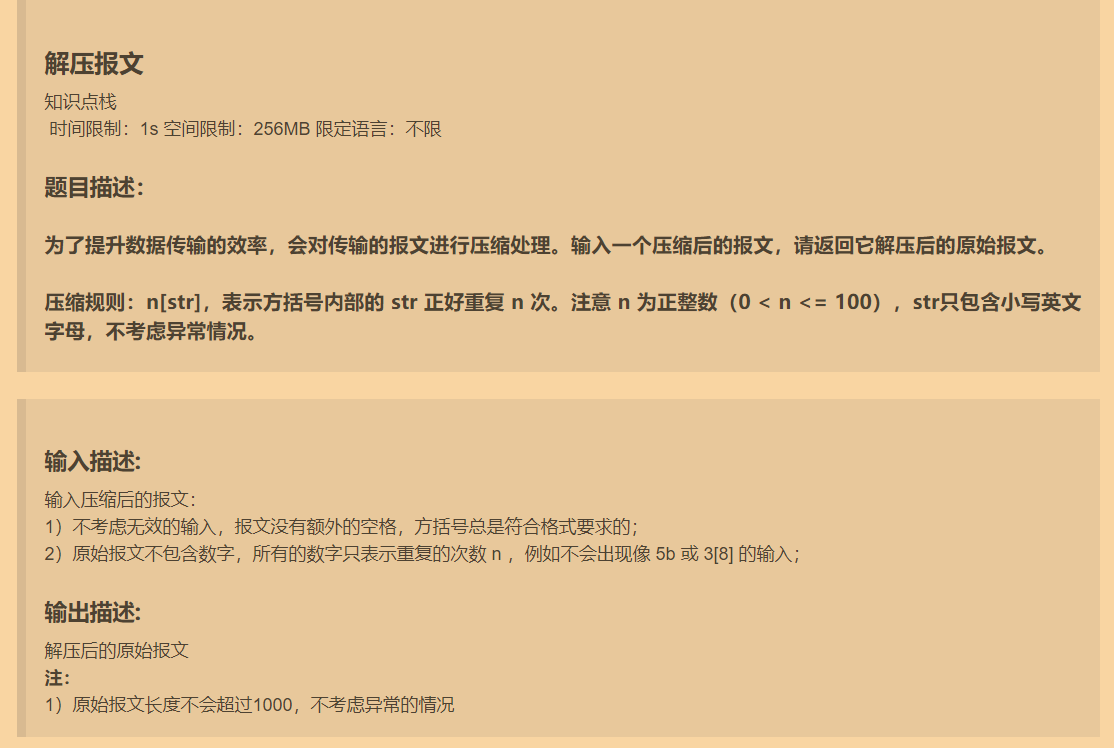 解压报文
知识点栈
时间限制：1s 空间限制：256MB 限定语言：不限
题目描述：
为了提升数据传输的效率，会对传输的报文进行压缩处理。输入一个压缩后的报文，请返回它解压后的原始报文。
压缩规则：n[str]，表示方括号内部的 str 正好重复 n 次。注意 n 为正整数（0 < n <= 100），str只包含小写英文
字母，不考虑异常情况。
输入描述:
输入压缩后的报文：
1）不考虑无效的输入，报文没有额外的空格，方括号总是符合格式要求的；
2）原始报文不包含数字，所有的数字只表示重复的次数 n ，例如不会出现像 5b 或 3[8] 的输入；
输出描述:
解压后的原始报文
注：
1）原始报文长度不会超过1000，不考虑异常的情况